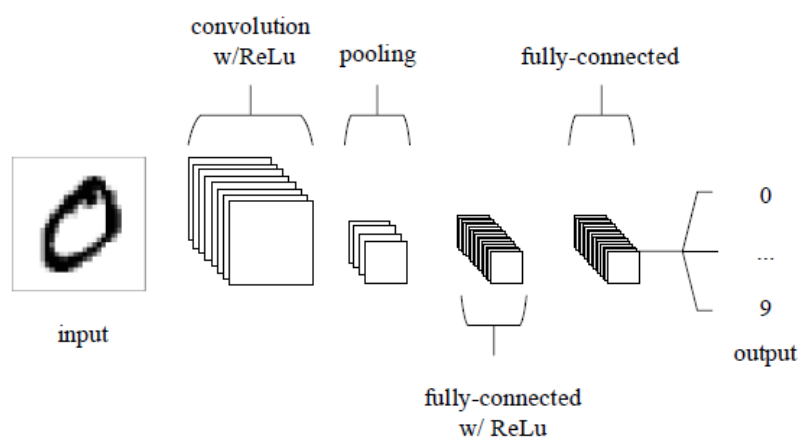 convolution
w/ReLu
pooling
fully-connected
input
0
...
9
output
fully-connected
w/ ReLu